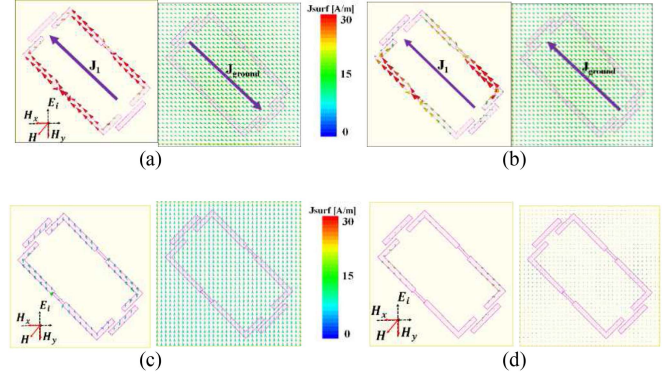 Jsurf [A/m]
30
15
0
J1
Jground
Ei
Hx
H
Hy
(a)
J1
Jground
(b)
Jsurf [A/m]
30
15
0
Ei
Hx
H
Hy
(c)
Ei
Hx
H
Hy
(d)